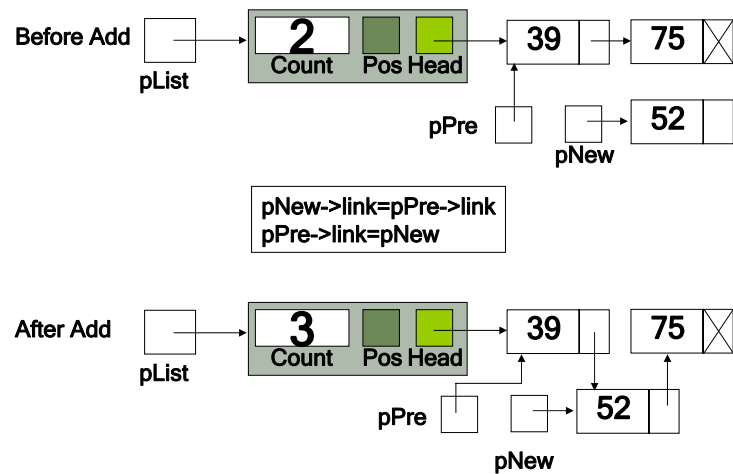 Before Add
pList
2
Count Pos Head
39
75
pPre
pNew
52
pNew->link=pPre->link
pPre->link=pNew
After Add
pList
3
Count Pos Head
39
75
pPre
52
pNew